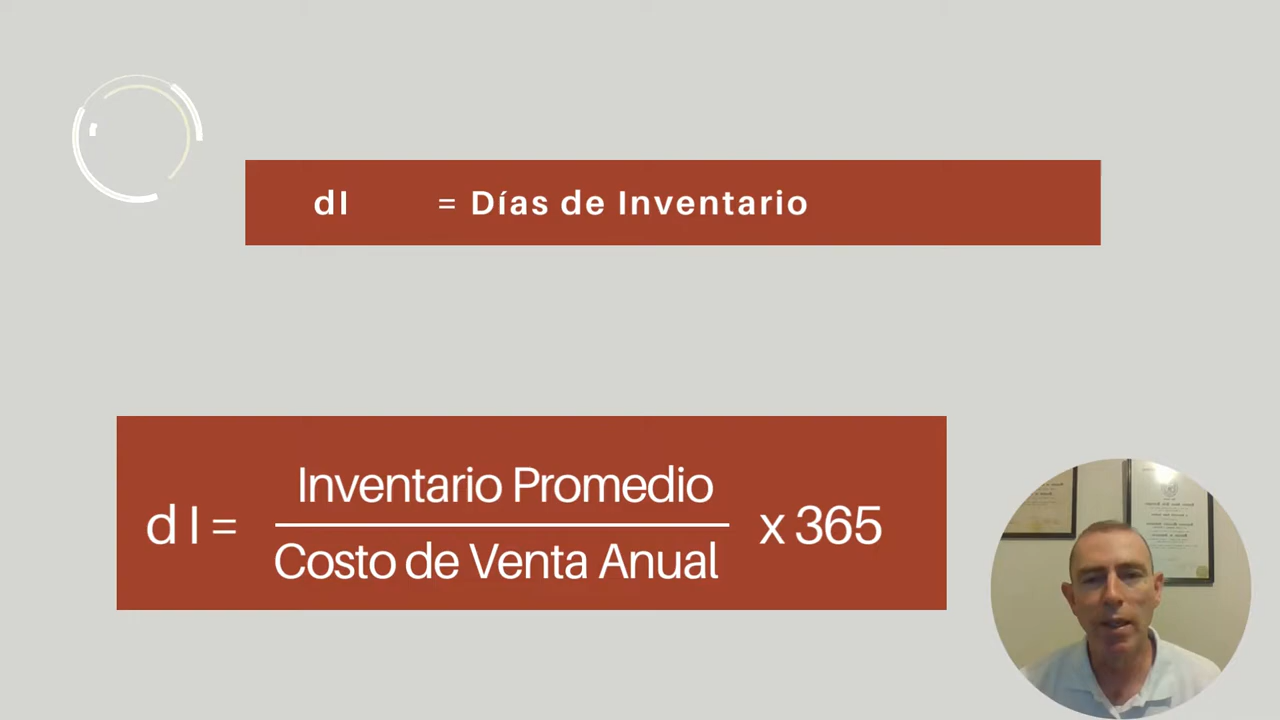 dI = Días de Inventario
Inventario Promedio
d I = x 365
Costo de Venta Anual